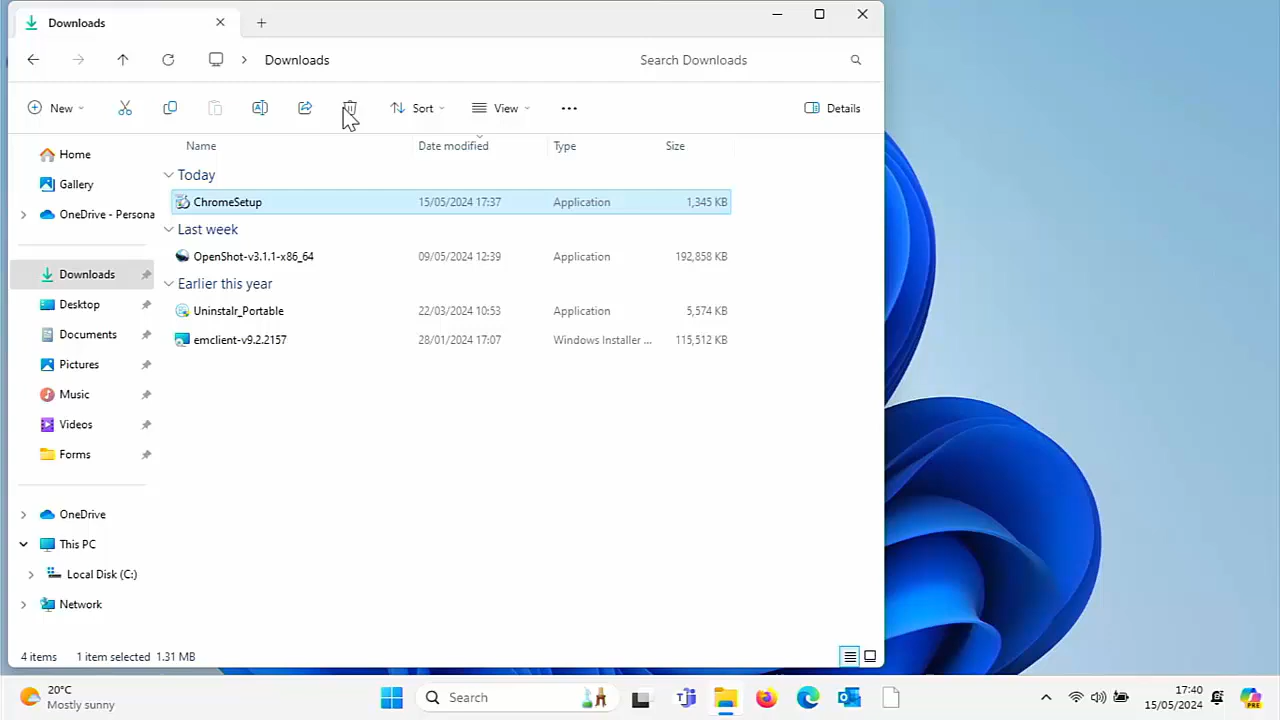 Downloads
Downloads
Search Downloads
New
Sort
View
Details
Name Date modified Type Size
Today
ChromeSetup 15/05/2024 17:37 Application 1,345 KB
Last week
OpenShot-v3.1.1-x86_64 09/05/2024 12:39 Application 192,858 KB
Earlier this year
Uninstalr_Portable 22/03/2024 10:53 Application 5,574 KB
emclient-v9.2.2157 28/01/2024 17:07 Windows Installer ... 115,512 KB
Home
Gallery
OneDrive - Persona
Downloads
Desktop
Documents
Pictures
Music
Videos
Forms
OneDrive
This PC
Local Disk (C:)
Network
4 items 1 item selected 1.31 MB
20°C
Mostly sunny
Search
17:40
15/05/2024
PRE